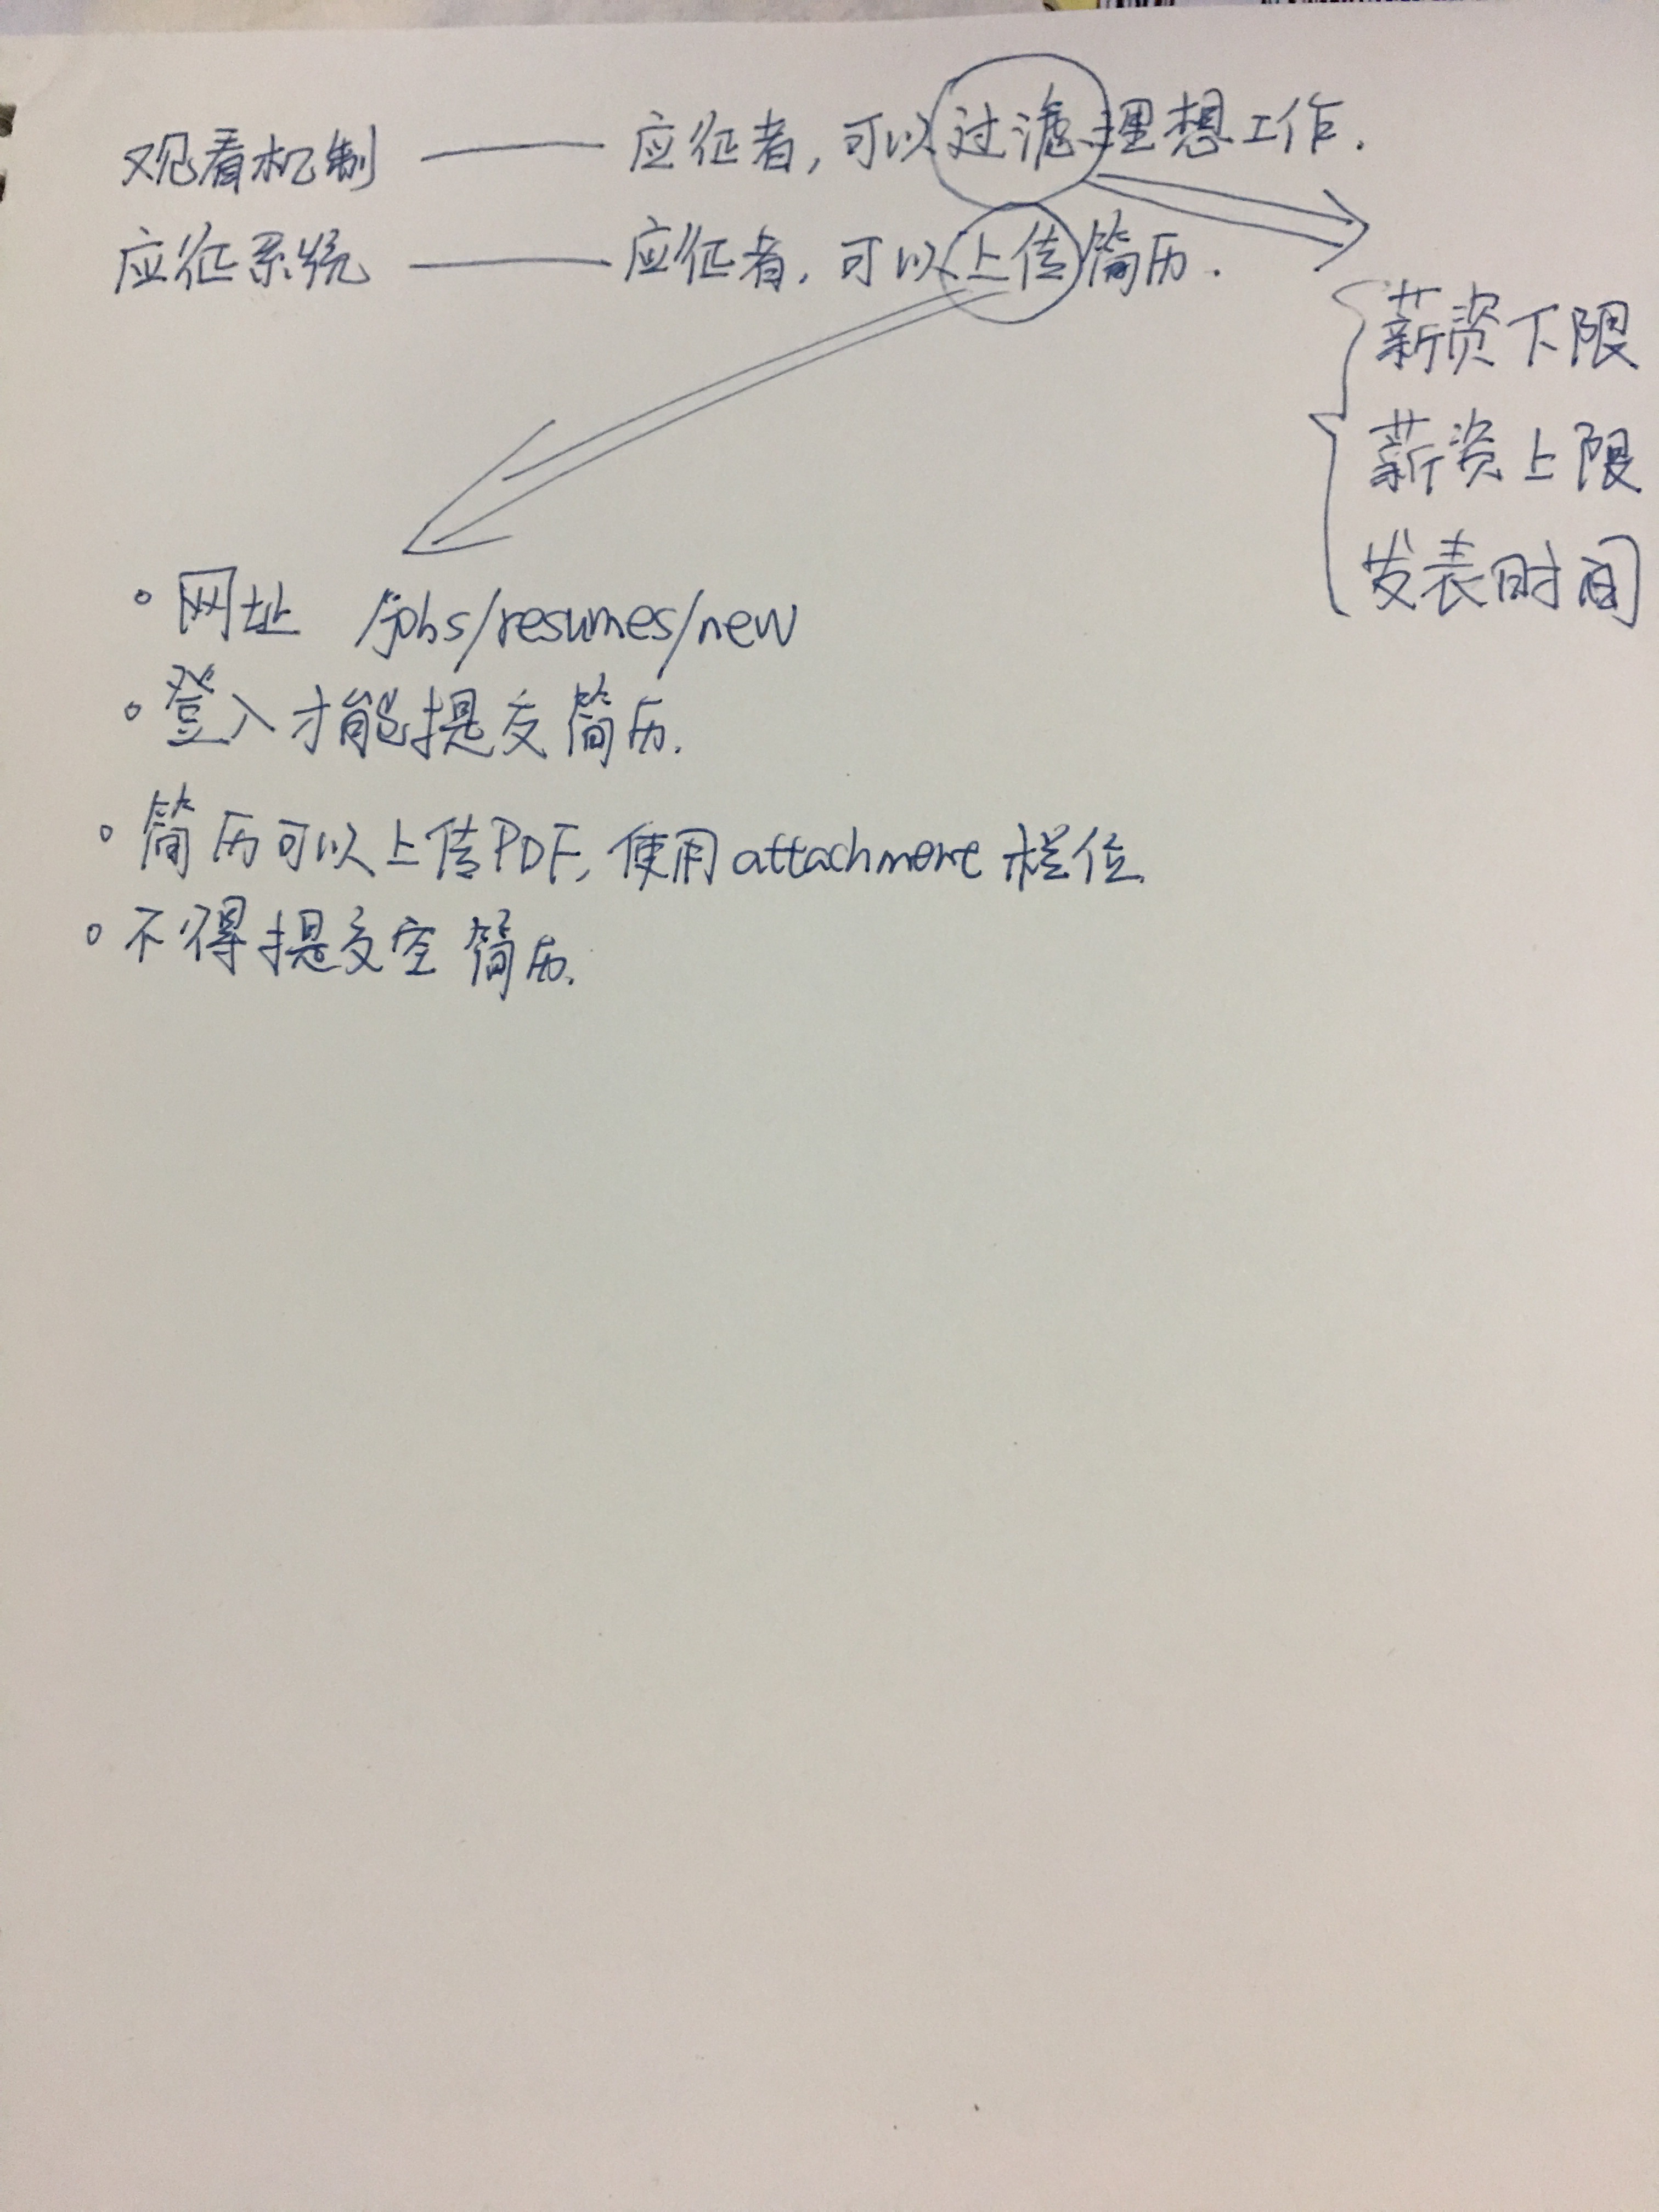 观看机制 —— 应征者，可以过滤理想工作.
应征系统 —— 应征者，可以上传简历.
薪资下限
薪资上限
发表时间
。网址 /jobs/resumes/new
。登入才能提交简历.
。简历可以上传PDF，使用attachment栏位.
。不得提交空简历.